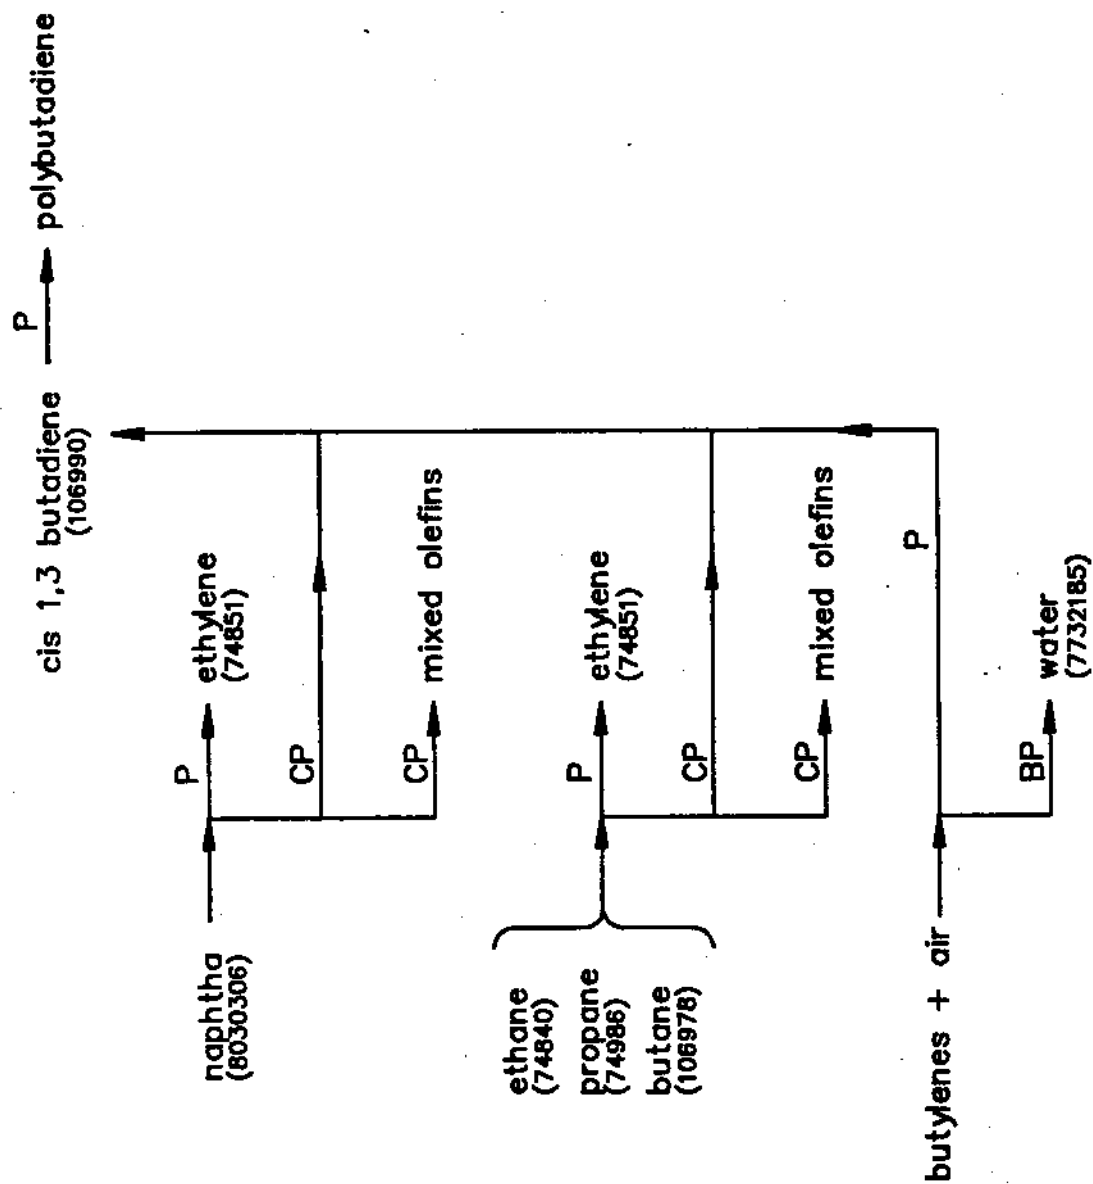 cis 1,3 butadiene
(106990)
P
polybutadiene
naphtha
(8030306)
P
ethylene
(74851)
CP
CP
mixed olefins
ethane
(74840)
propane
(74986)
butane
(106978)
P
ethylene
(74851)
CP
CP
mixed olefins
butylenes + air
P
BP
water
(7732185)